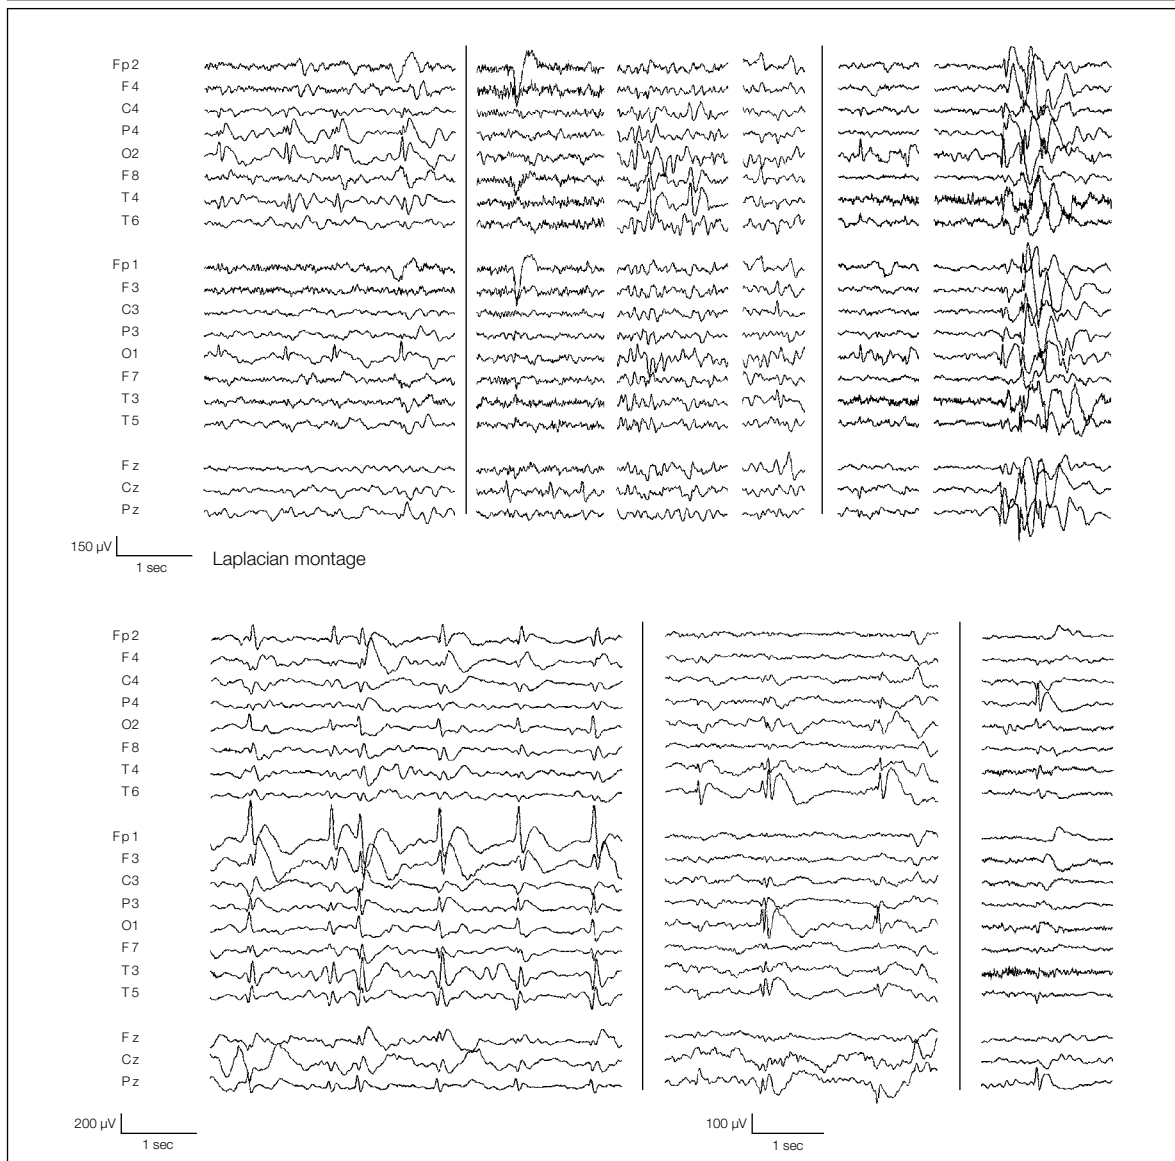 Fp2
F4
C4
P4
O2
F8
T4
T6
Fp1
F3
C3
P3
O1
F7
T3
T5
Fz
Cz
Pz
150 µV
1 sec
Laplacian montage
Fp2
F4
C4
P4
O2
F8
T4
T6
Fp1
F3
C3
P3
O1
F7
T3
T5
Fz
Cz
Pz
200 µV
1 sec
100 µV
1 sec